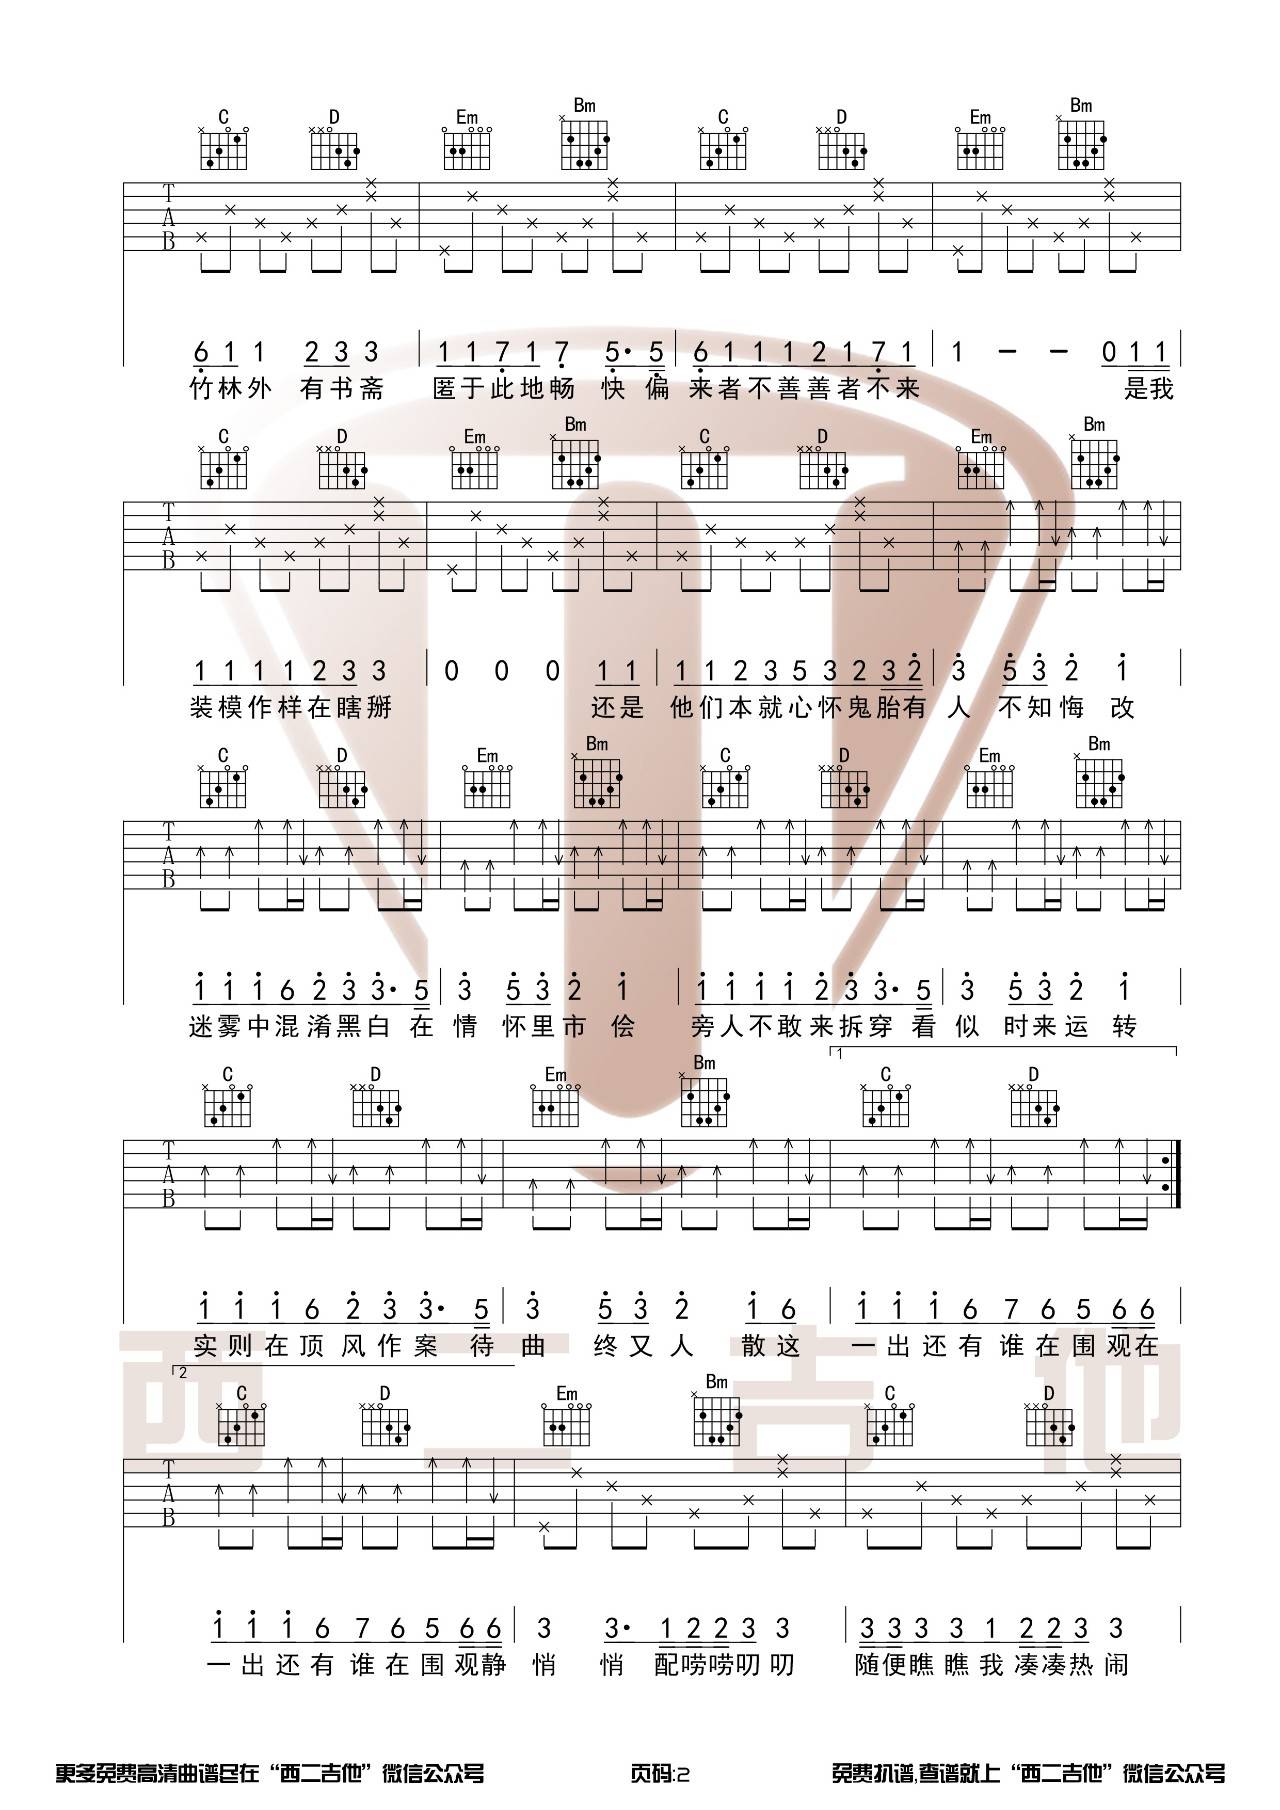 C D Em Bm C D Em Bm
T
A
B
6 1 1 2 3 3 1 1 7 1 7 5· 5 6 1 1 1 2 1 7 1 1 – – 0 1 1
竹林外 有书斋 匿于此地畅 快 偏 来者不善善者不来 是我
C D Em Bm C D Em Bm
T
A
B
1 1 1 1 2 3 3 0 0 0 1 1 1 1 2 3 5 3 2 3 2 3 5 3 2 1
装模作样在瞎掰 还是 他们本就心怀鬼胎有 人 不知悔 改
C D Em Bm C D Em Bm
T
A
B
1 1 1 6 2 3 3· 5 3 5 3 2 1 1 1 1 1 2 3 3· 5 3 5 3 2 1
迷雾中混淆黑白 在 情 怀里市 侩 旁人不敢来拆穿 看 似 时来运 转
1
C D Em Bm C D
T
A
B
1 1 1 6 2 3 3· 5 3 5 3 2 1 6 1 1 1 6 7 6 5 6 6
实则在顶风作案 待 曲 终又人 散这 一出还有谁在围观在
2
C D Em Bm C D
T
A
B
1 1 1 6 7 6 5 6 6 3 3· 1 2 2 3 3 3 3 3 3 1 2 2 3 3
一出还有谁在围观静 悄 悄 配唠唠叨叨 随便瞧瞧我凑凑热闹
西二吉他
更多免费高清曲谱尽在“西二吉他”微信公众号 页码:2 免费扒谱,查谱就上“西二吉他”微信公众号